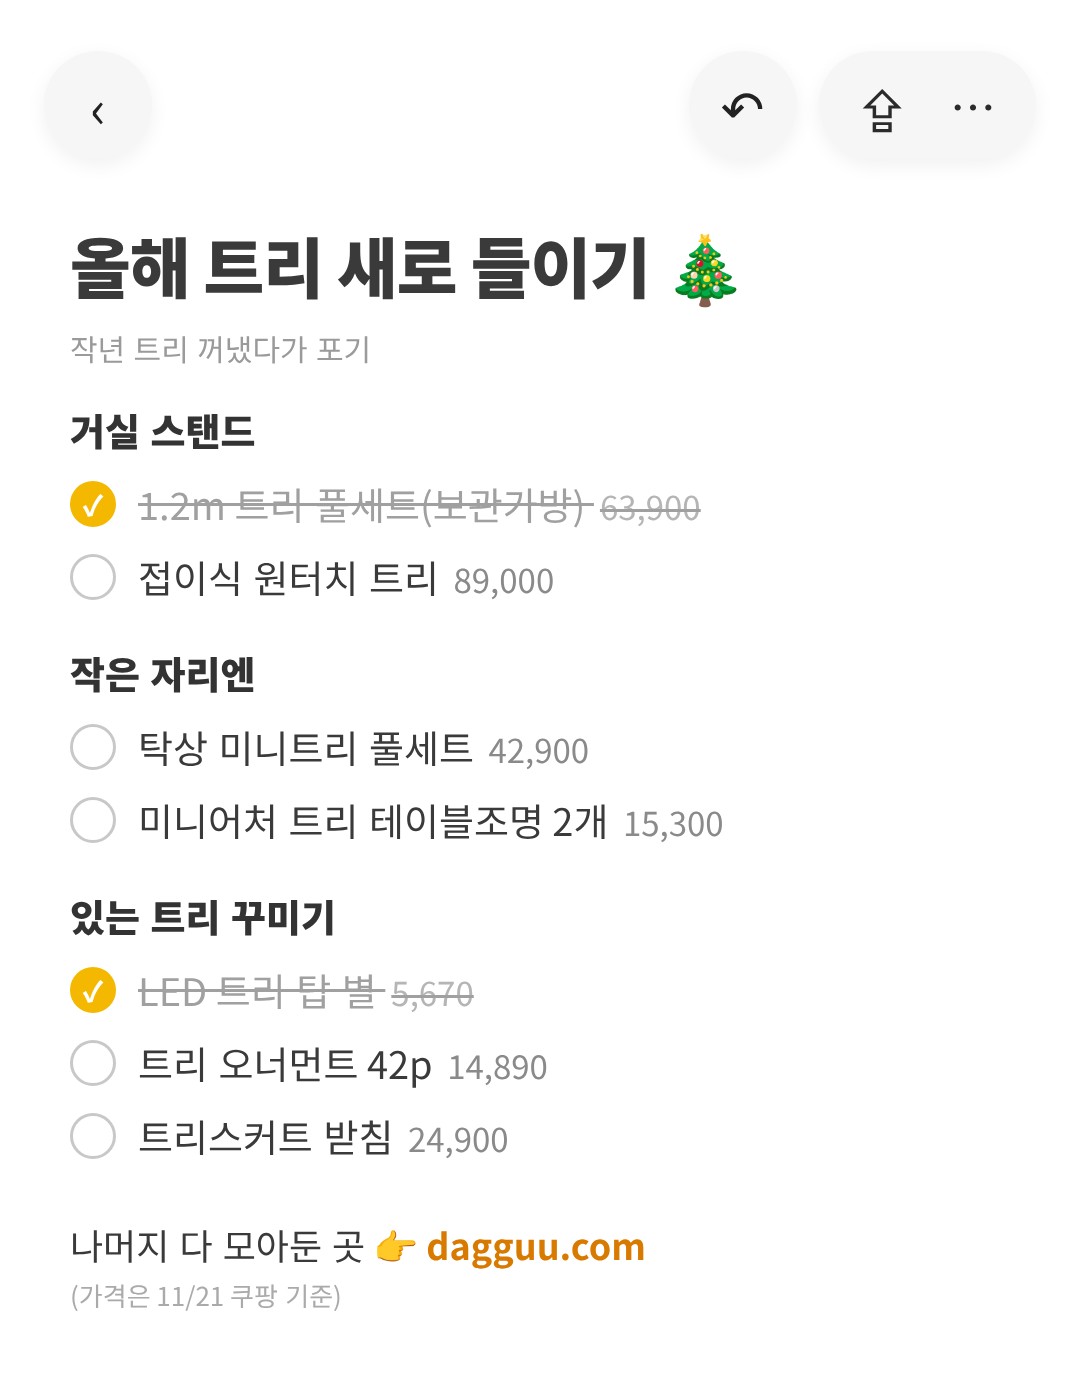 올해 트리 새로 들이기 🎄
작년 트리 꺼냈다가 포기
거실 스탠드
1.2m 트리 풀세트(보관가방) 63,900
접이식 원터치 트리 89,000
작은 자리엔
탁상 미니트리 풀세트 42,900
미니어처 트리 테이블조명 2개 15,300
있는 트리 꾸미기
LED 트리 탑 별 5,670
트리 오너먼트 42p 14,890
트리스커트 받침 24,900
나머지 다 모아둔 곳 👉 dagguu.com
(가격은 11/21 쿠팡 기준)